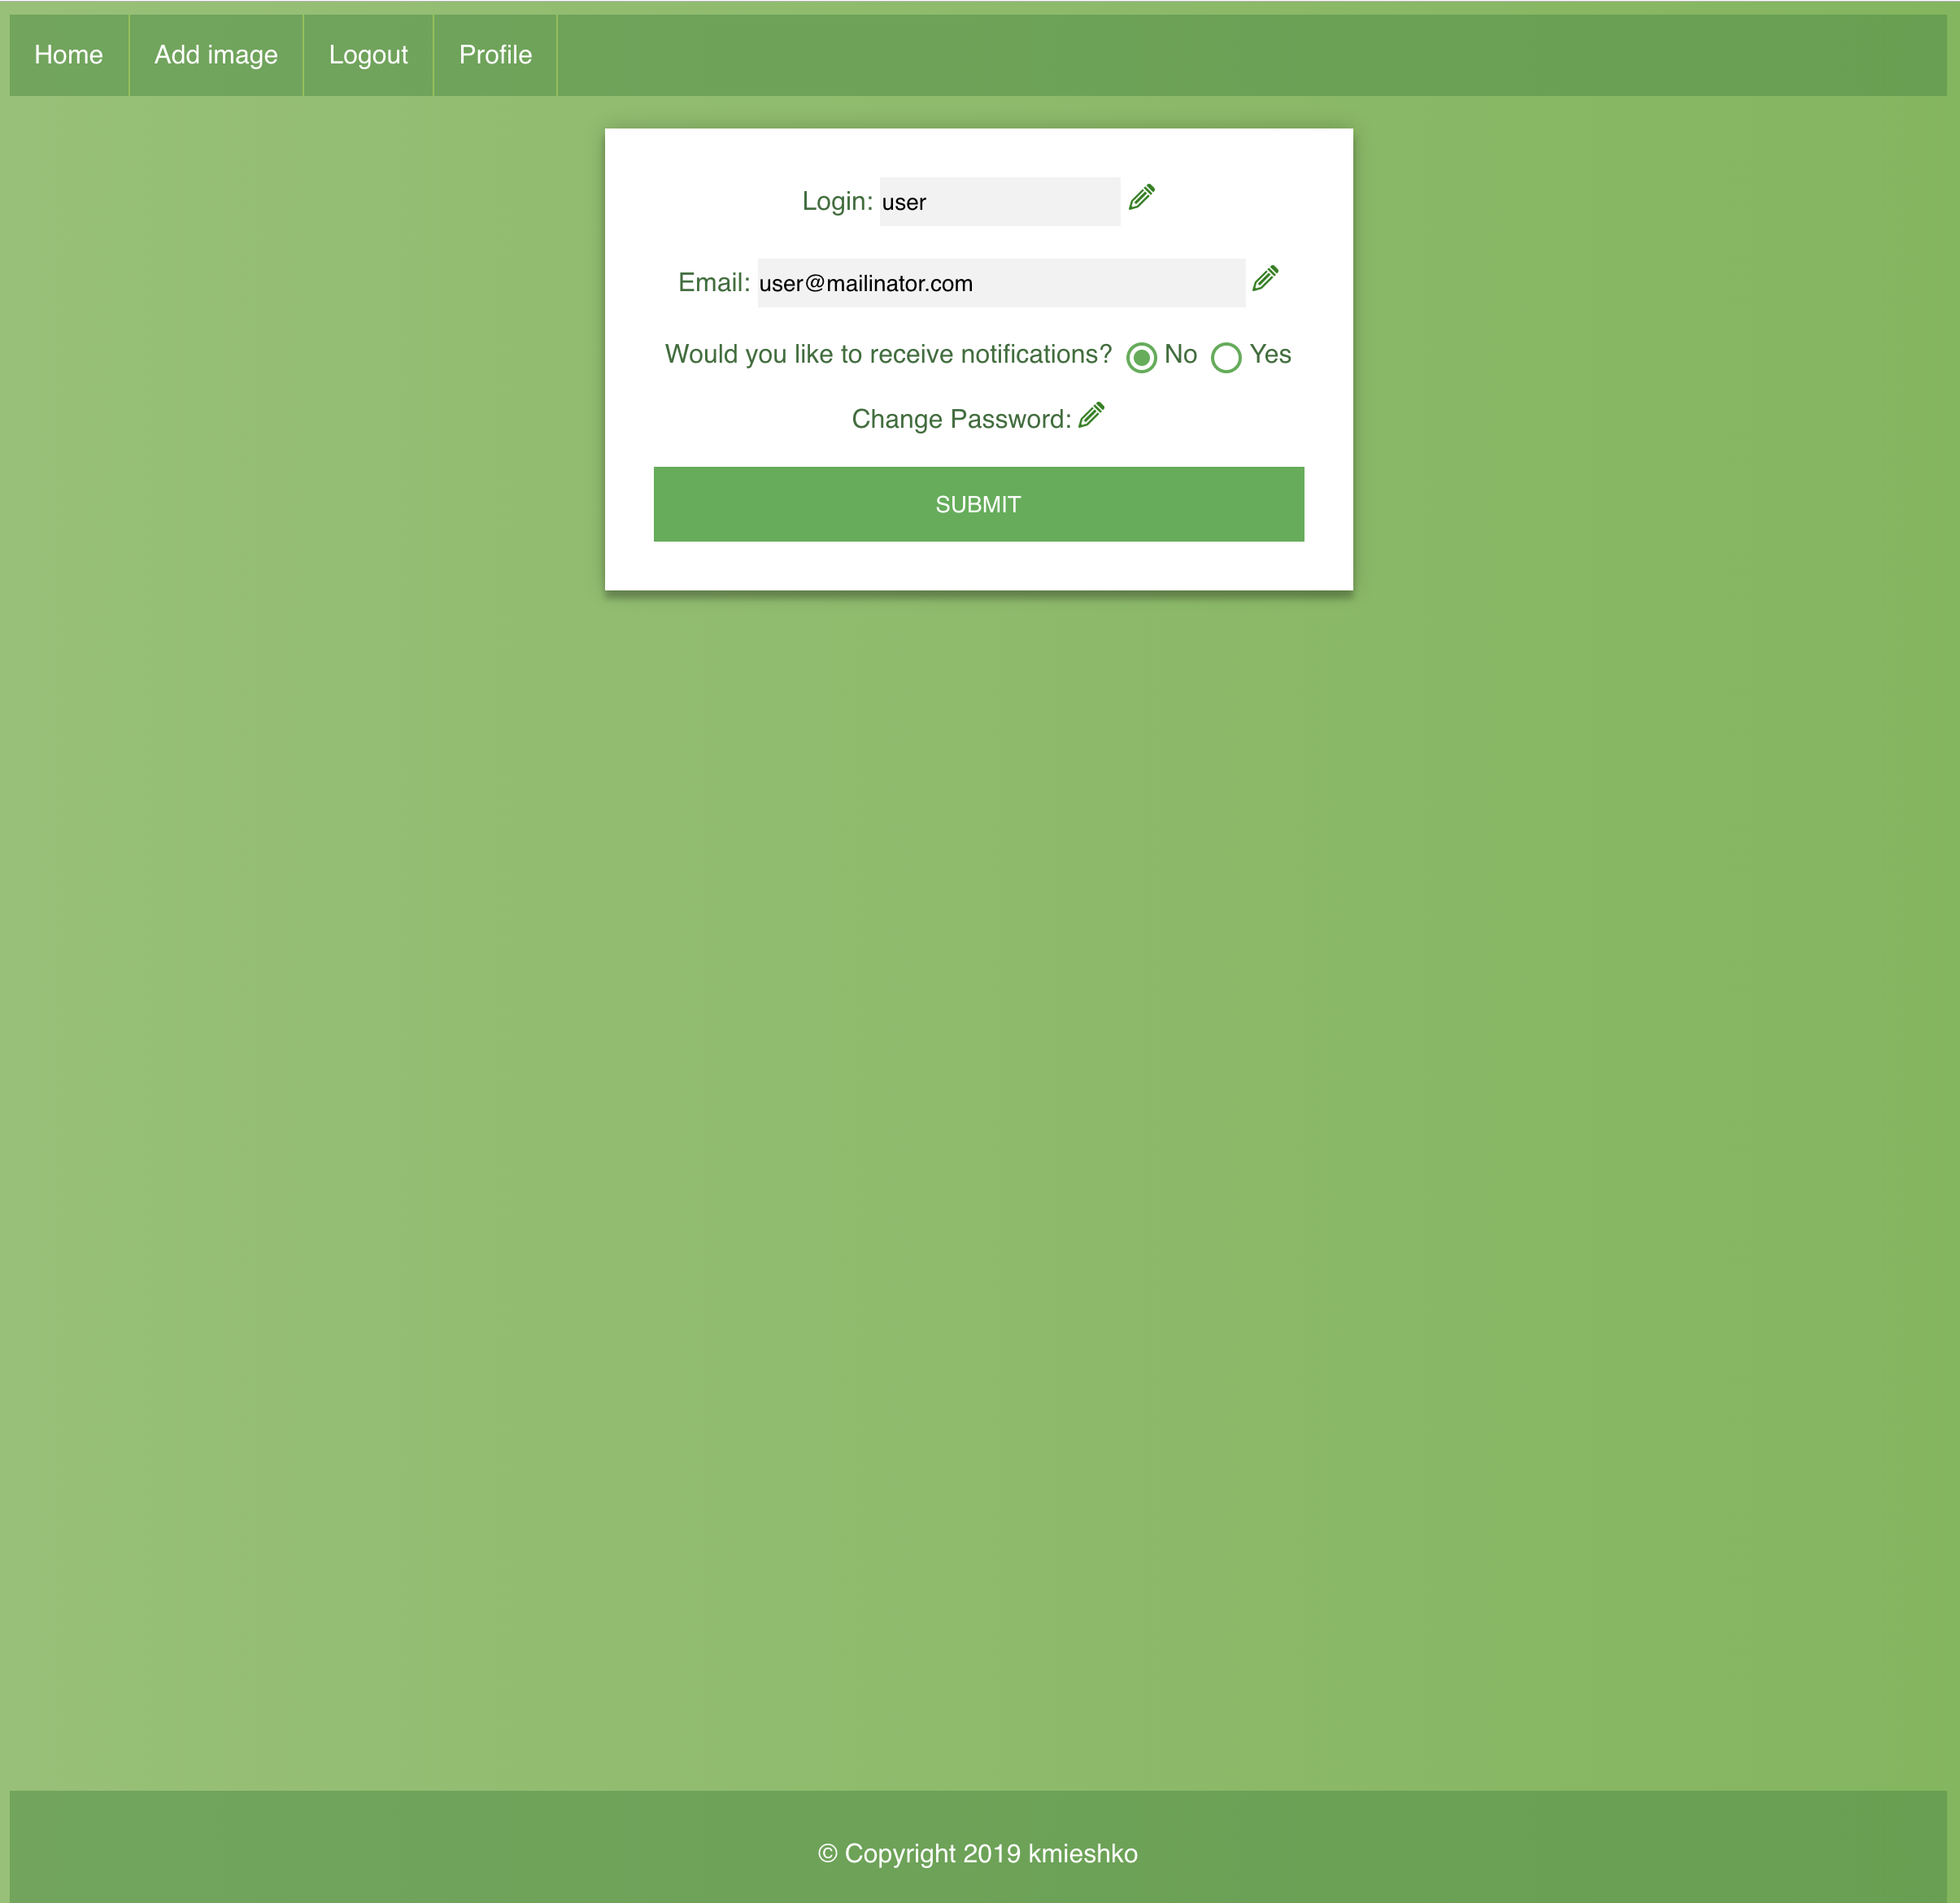 Home Add image Logout Profile
Login: user
Email: user@mailinator.com
Would you like to receive notifications? No Yes
Change Password:
SUBMIT
© Copyright 2019 kmieshko